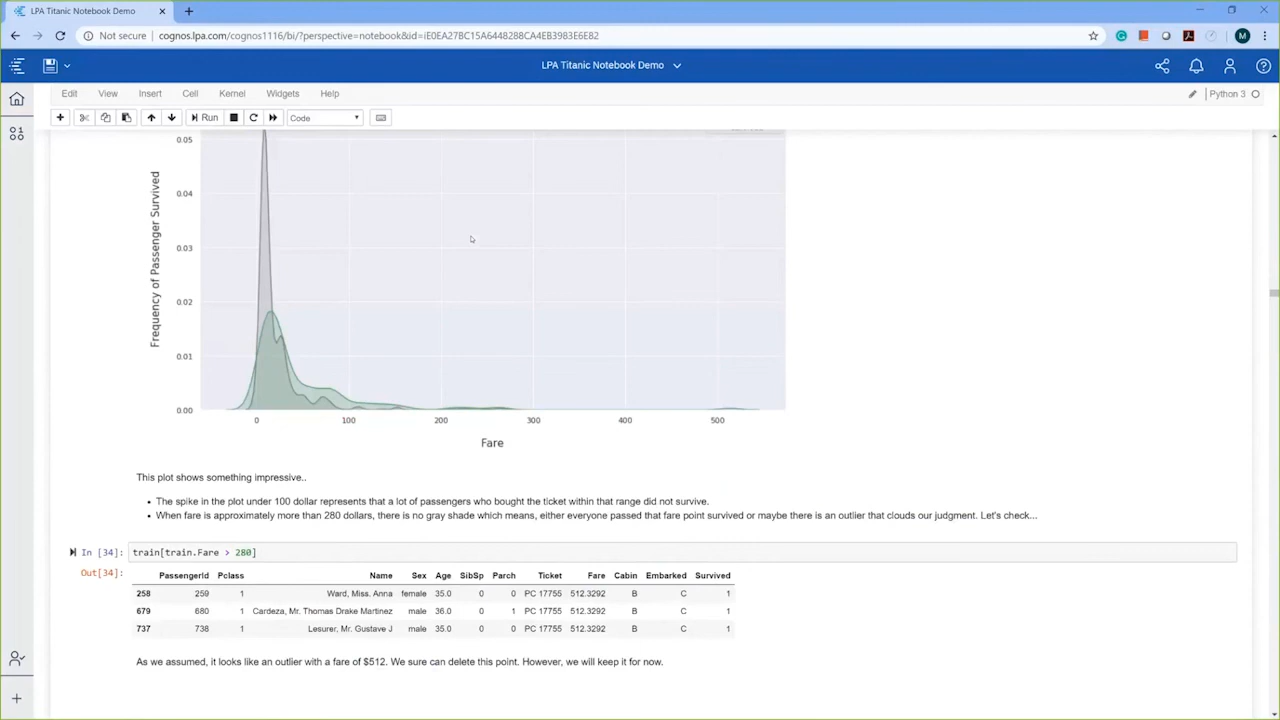 LPA Titanic Notebook Demo
Not secure | cognos.lpa.com/cognos1116/bi/?perspective=notebook&id=iE0EA27BC15A6448288CA4EB3983E6E82
M
LPA Titanic Notebook Demo
Edit View Insert Cell Kernel Widgets Help
Python 3
Run
Code
0.05
0.04
0.03
0.02
0.01
0.00
Frequency of Passenger Survived
0 100 200 300 400 500
Fare
This plot shows something impressive..
• The spike in the plot under 100 dollar represents that a lot of passengers who bought the ticket within that range did not survive.
• When fare is approximately more than 280 dollars, there is no gray shade which means, either everyone passed that fare point survived or maybe there is an outlier that clouds our judgment. Let's check...
In [34]: train[train.Fare > 280]
Out[34]:
PassengerId Pclass Name Sex Age SibSp Parch Ticket Fare Cabin Embarked Survived
258 259 1 Ward, Miss. Anna female 35.0 0 0 PC 17755 512.3292 B C 1
679 680 1 Cardeza, Mr. Thomas Drake Martinez male 36.0 0 1 PC 17755 512.3292 B C 1
737 738 1 Lesurer, Mr. Gustave J male 35.0 0 0 PC 17755 512.3292 B C 1
As we assumed, it looks like an outlier with a fare of $512. We sure can delete this point. However, we will keep it for now.